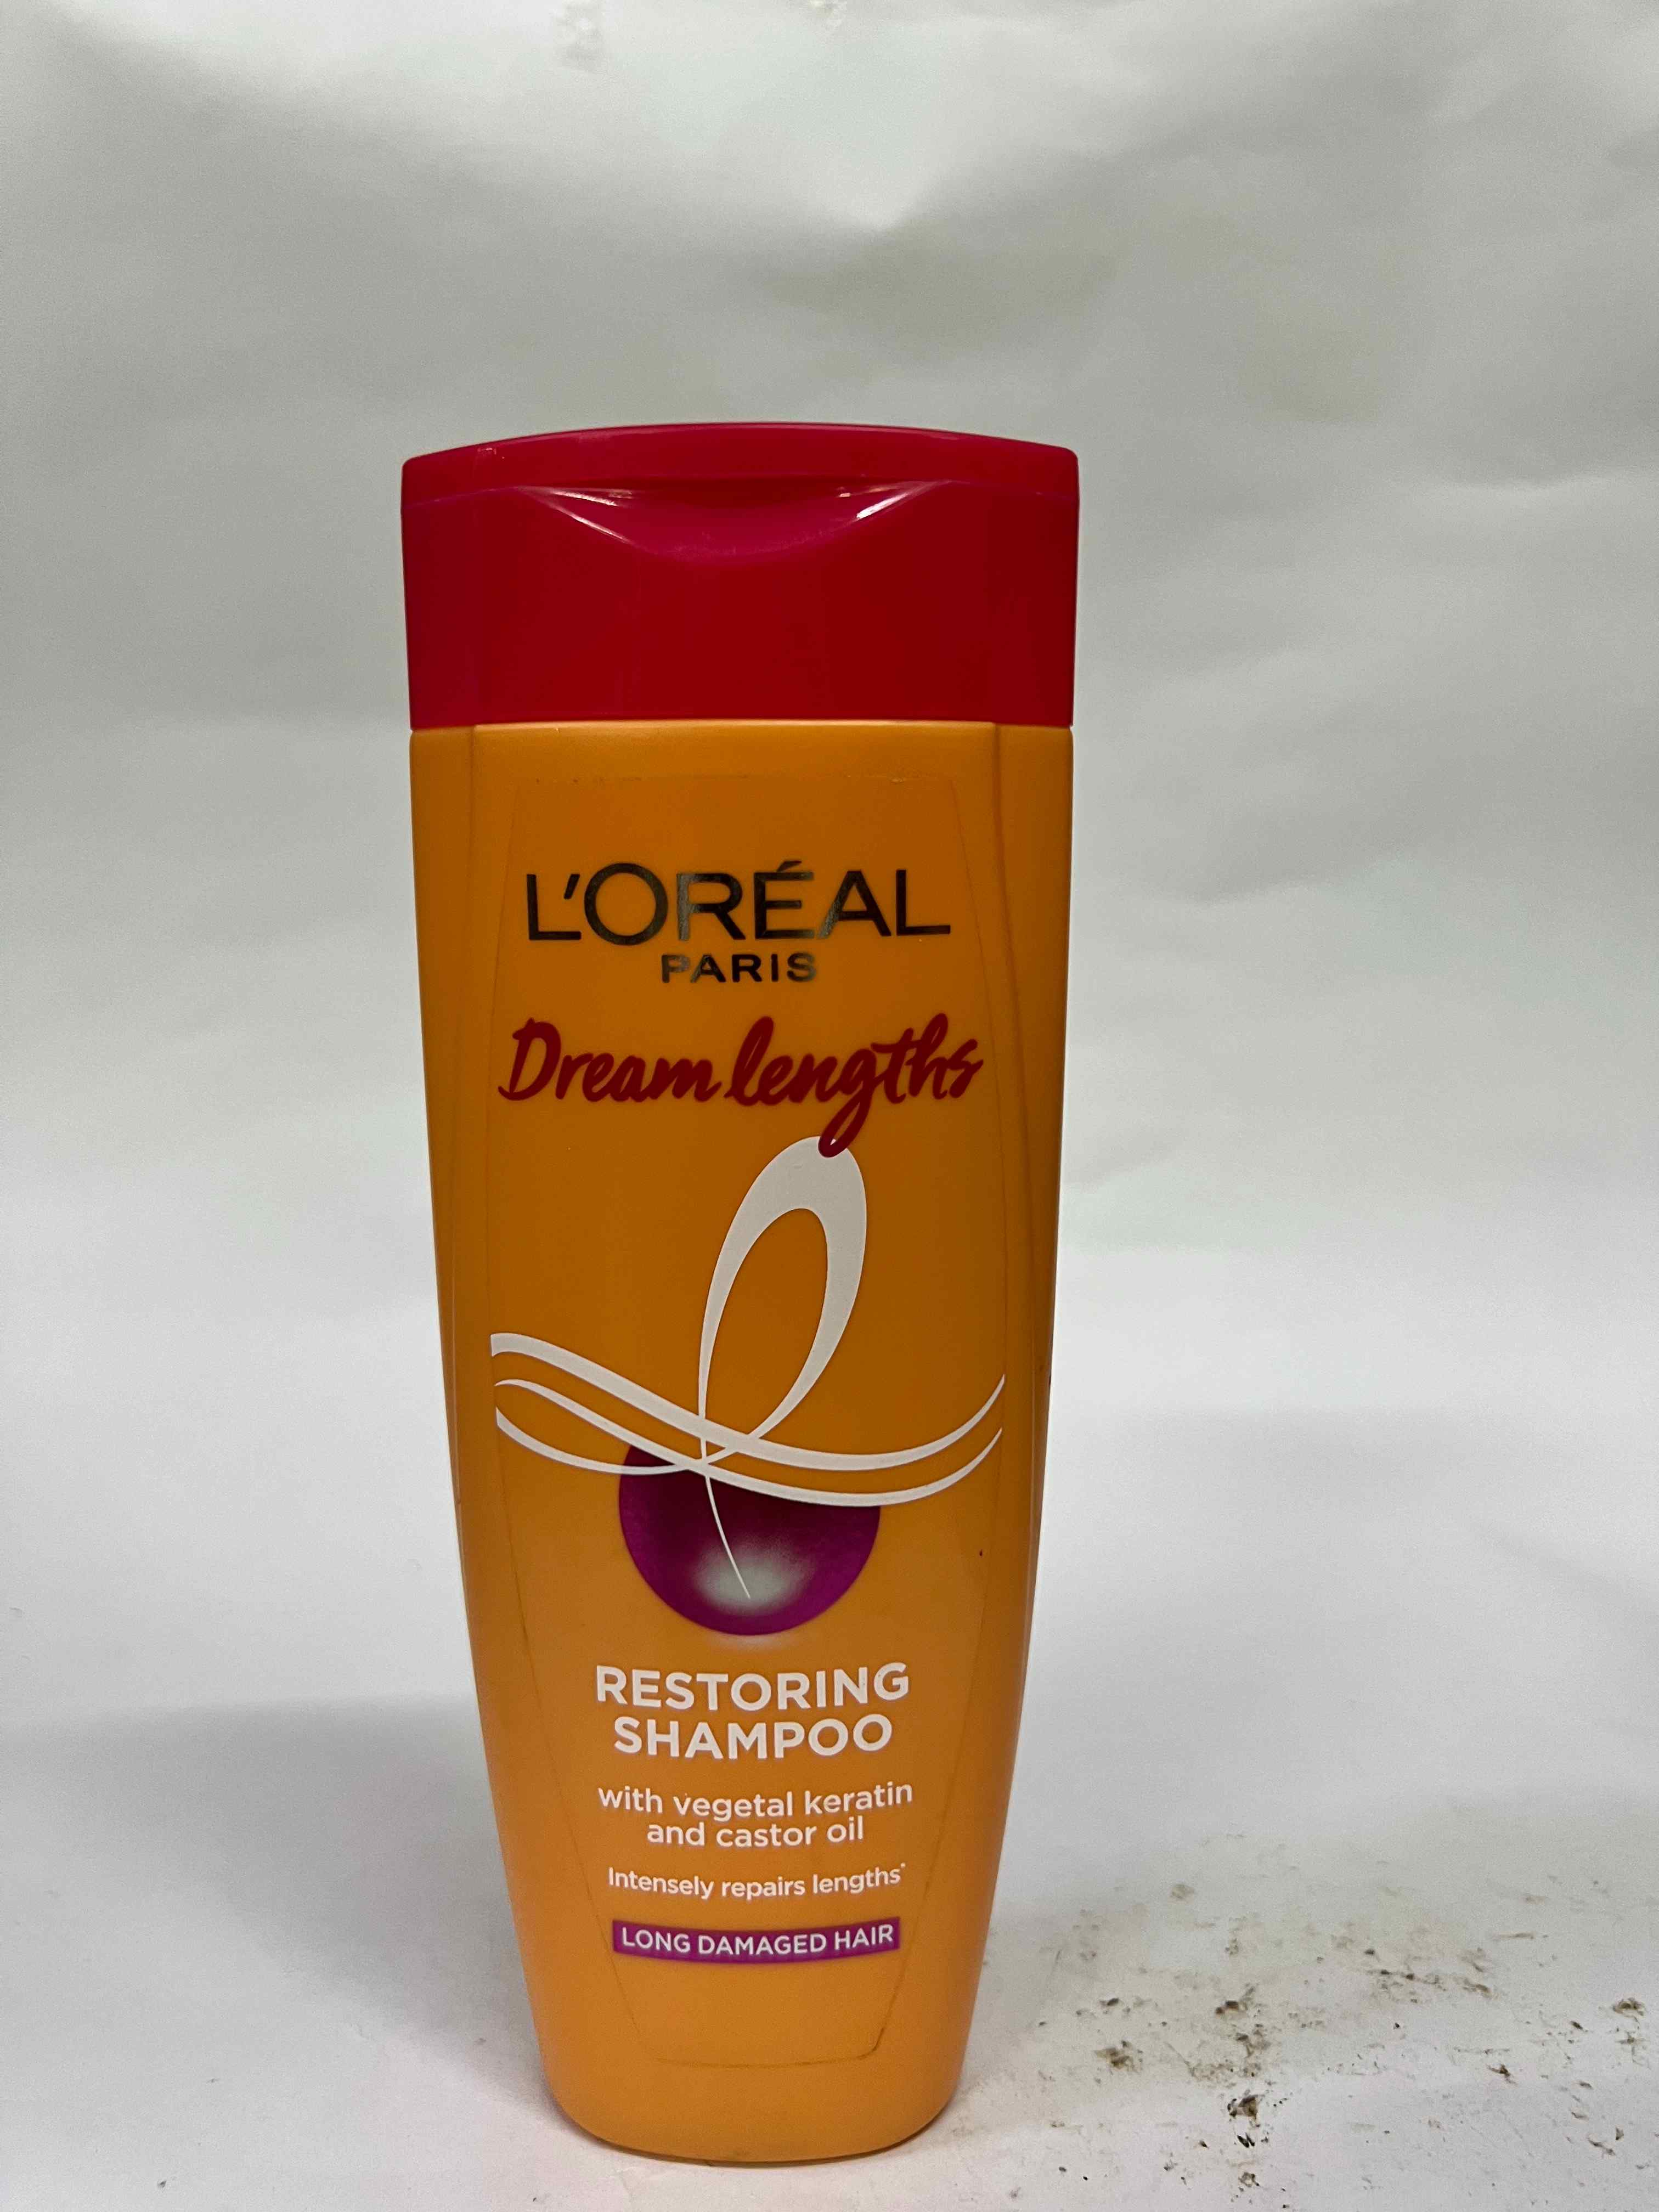 L'ORÉAL
PARIS
Dream lengths
RESTORING
SHAMPOO
with vegetal keratin
and castor oil
Intensely repairs lengths*
LONG DAMAGED HAIR